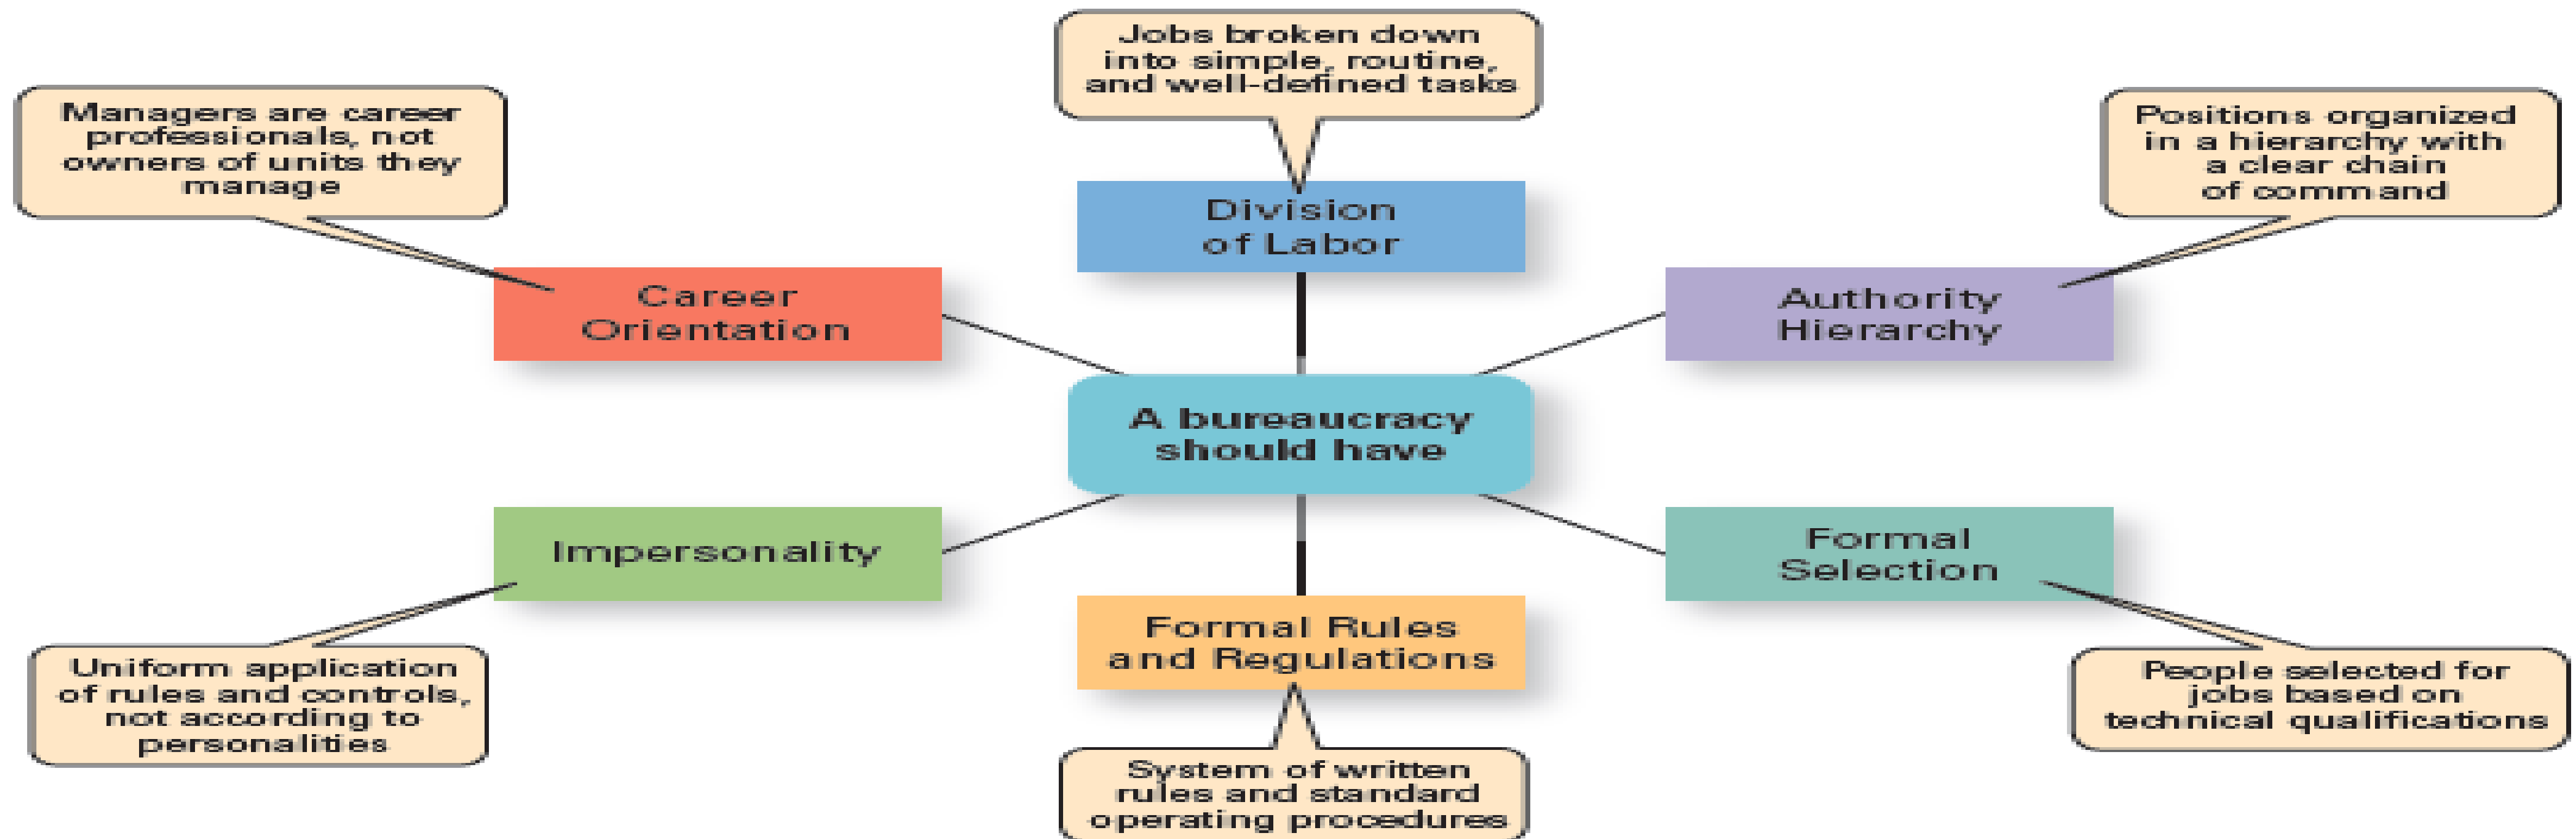 Jobs broken down
into simple, routine,
and well-defined tasks
Managers are career
professionals, not
owners of units they
manage
Positions organized
in a hierarchy with
a clear chain
of command
Division
of Labor
Career
Orientation
Authority
Hierarchy
A bureaucracy
should have
Impersonality
Formal
Selection
Formal Rules
and Regulations
Uniform application
of rules and controls,
not according to
personalities
People selected for
jobs based on
technical qualifications
System of written
rules and standard
operating procedures